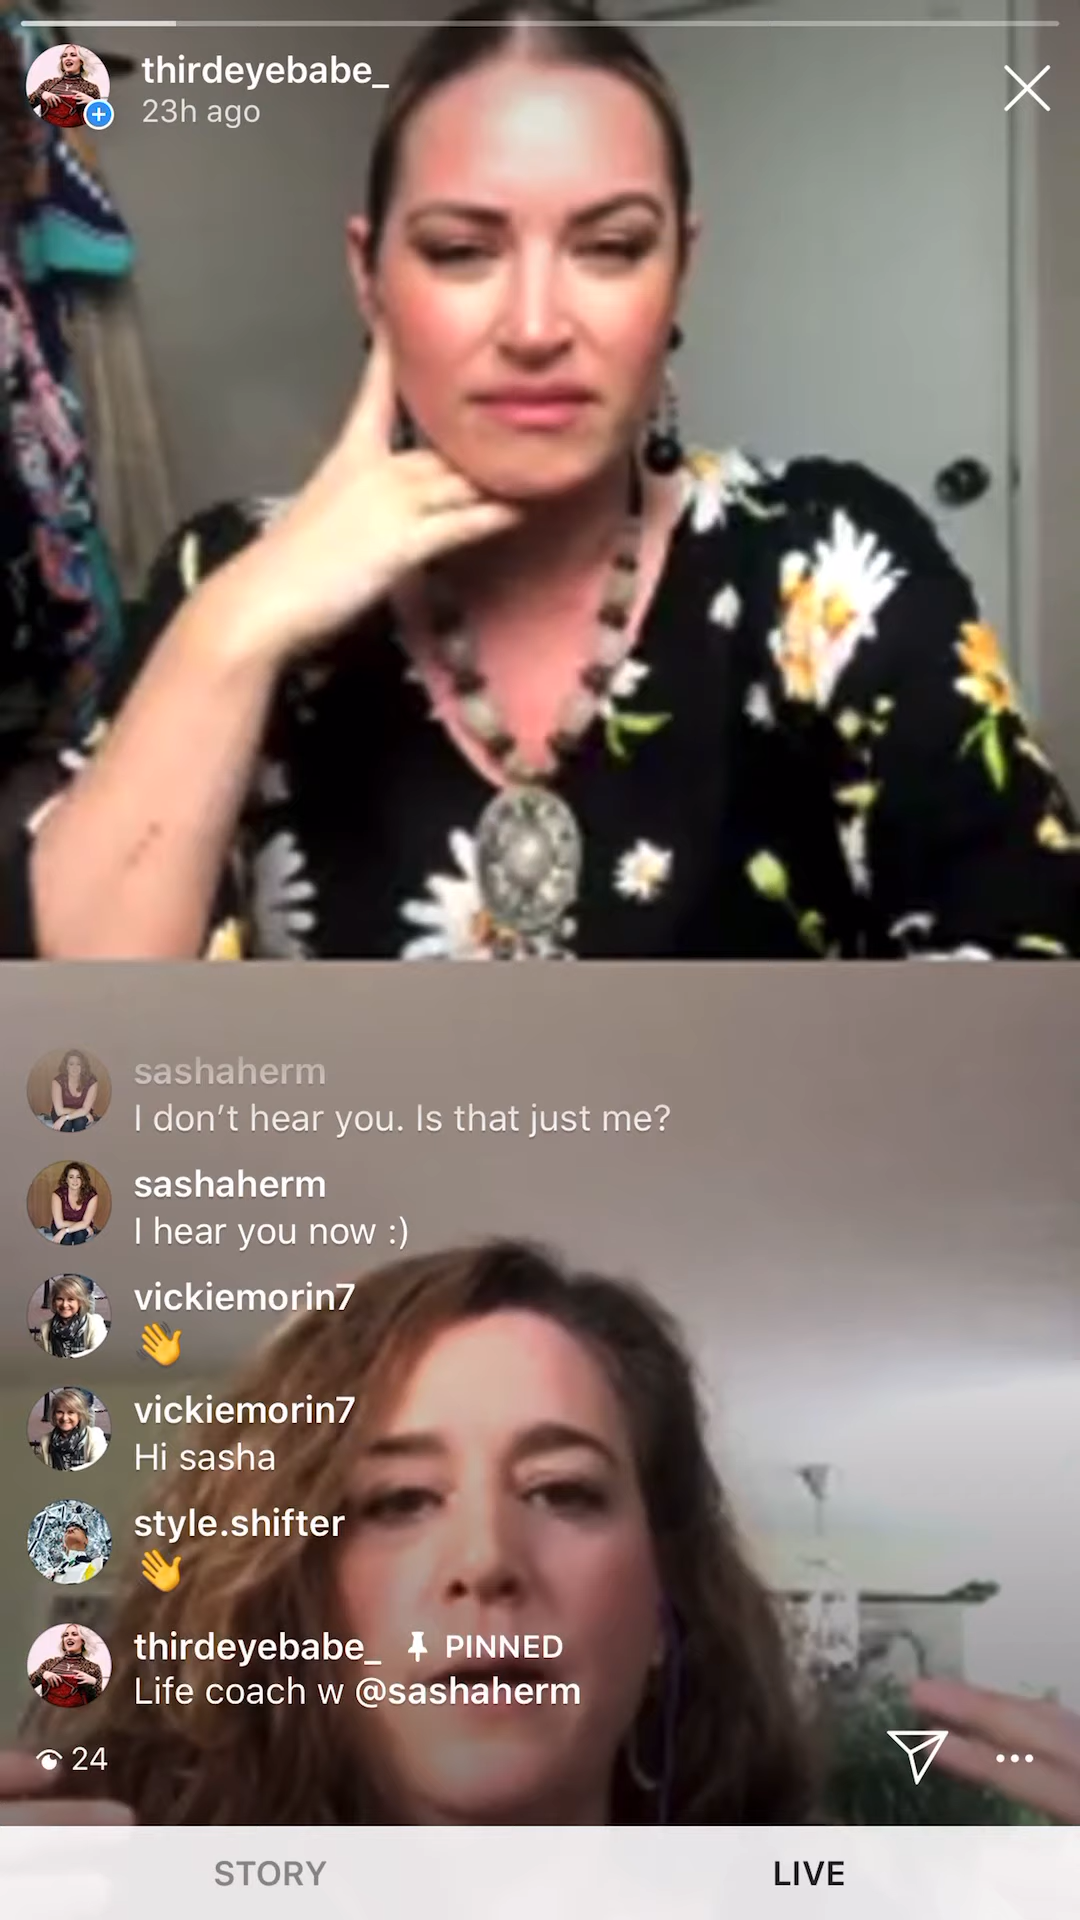 thirdeyebabe_
23h ago
sashaherm
I don't hear you. Is that just me?
sashaherm
I hear you now :)
vickiemorin7
👋
vickiemorin7
Hi sasha
style.shifter
👋
thirdeyebabe_ PINNED
Life coach w @sashaherm
24
STORY LIVE